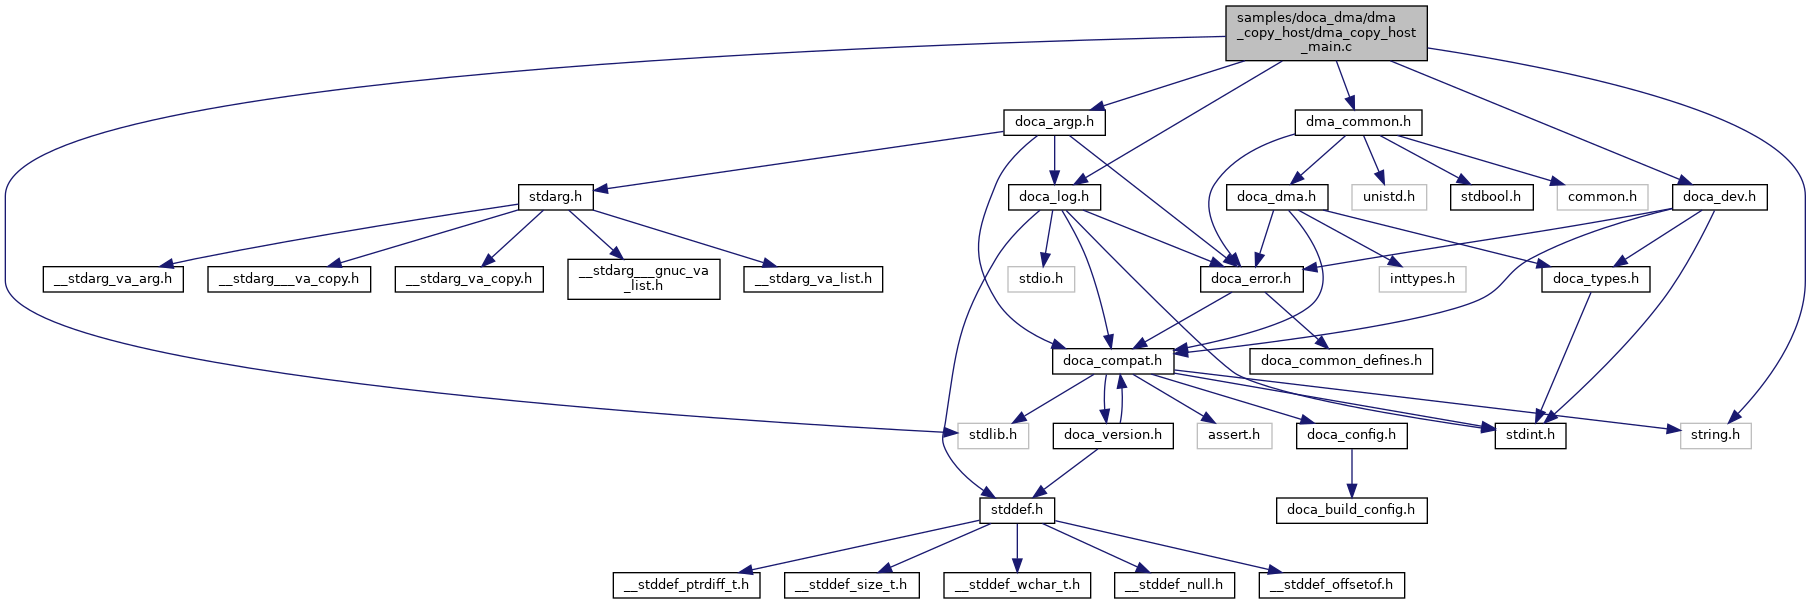 samples/doca_dma/dma
_copy_host/dma_copy_host
_main.c
doca_argp.h
dma_common.h
stdarg.h
doca_log.h
doca_dma.h
unistd.h
stdbool.h
common.h
doca_dev.h
__stdarg_va_arg.h
__stdarg___va_copy.h
__stdarg_va_copy.h
__stdarg___gnuc_va
_list.h
__stdarg_va_list.h
stdio.h
doca_error.h
inttypes.h
doca_types.h
doca_compat.h
doca_common_defines.h
stdlib.h
doca_version.h
assert.h
doca_config.h
stdint.h
string.h
stddef.h
doca_build_config.h
__stddef_ptrdiff_t.h
__stddef_size_t.h
__stddef_wchar_t.h
__stddef_null.h
__stddef_offsetof.h